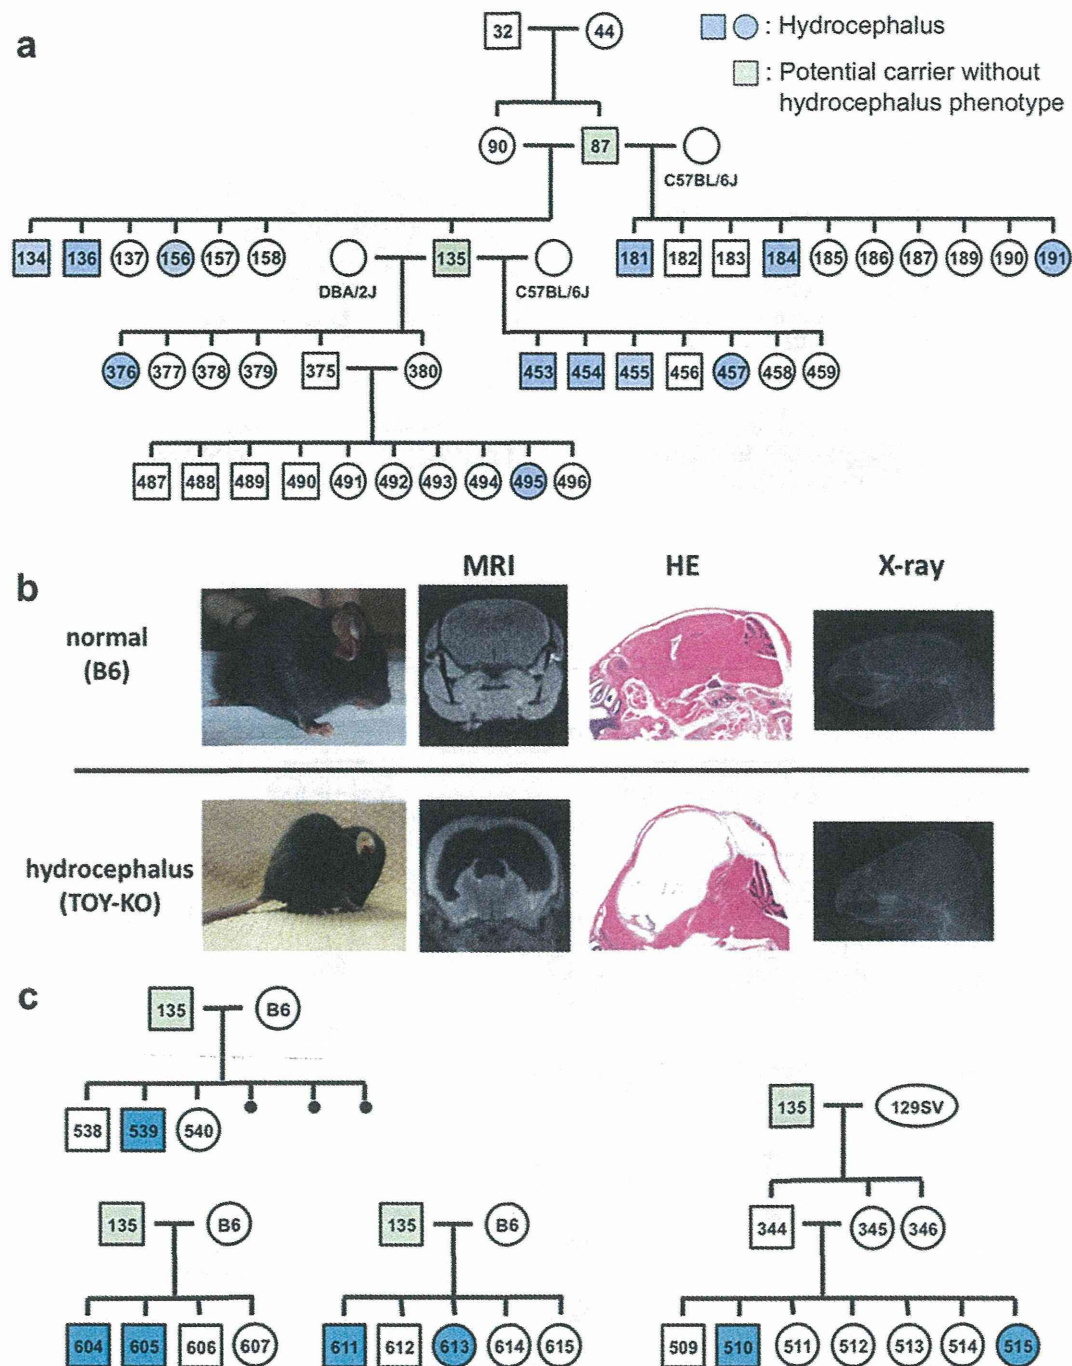 a
32 44
: Hydrocephalus
: Potential carrier without
hydrocephalus phenotype
90 87
C57BL/6J
134 136 137 156 157 158 135 181 182 183 184 185 186 187 189 190 191
DBA/2J C57BL/6J
376 377 378 379 375 380 453 454 455 456 457 458 459
487 488 489 490 491 492 493 494 495 496
b
MRI HE X-ray
normal
(B6)
hydrocephalus
(TOY-KO)
c
135 B6
538 539 540
135 129SV
135 B6 135 B6 344 345 346
604 605 606 607 611 612 613 614 615 509 510 511 512 513 514 515